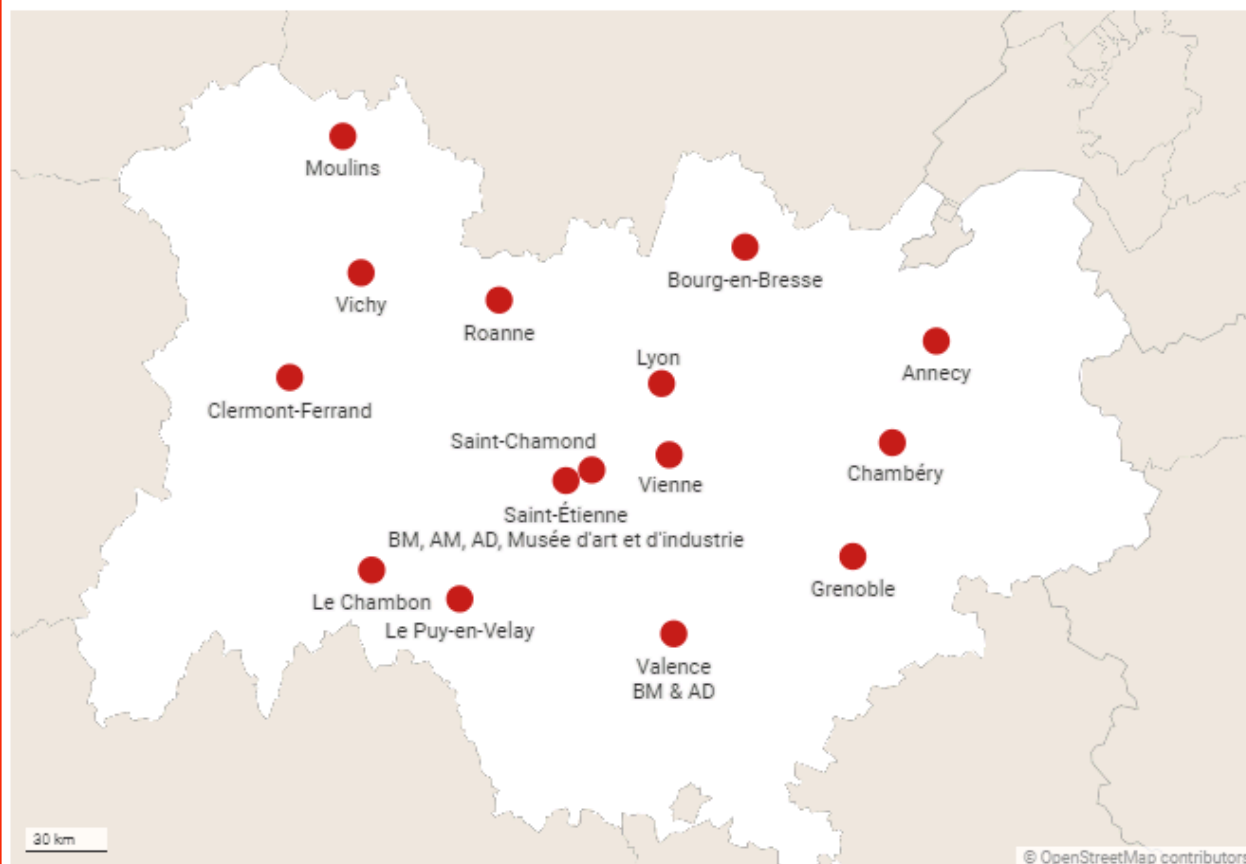 Moulins
Bourg-en-Bresse
Vichy
Roanne
Lyon
Annecy
Clermont-Ferrand
Saint-Chamond
Chambéry
Vienne
Saint-Étienne
BM, AM, AD, Musée d'art et d'industrie
Grenoble
Le Chambon
Le Puy-en-Velay
Valence
BM & AD
30 km
© OpenStreetMap contributors